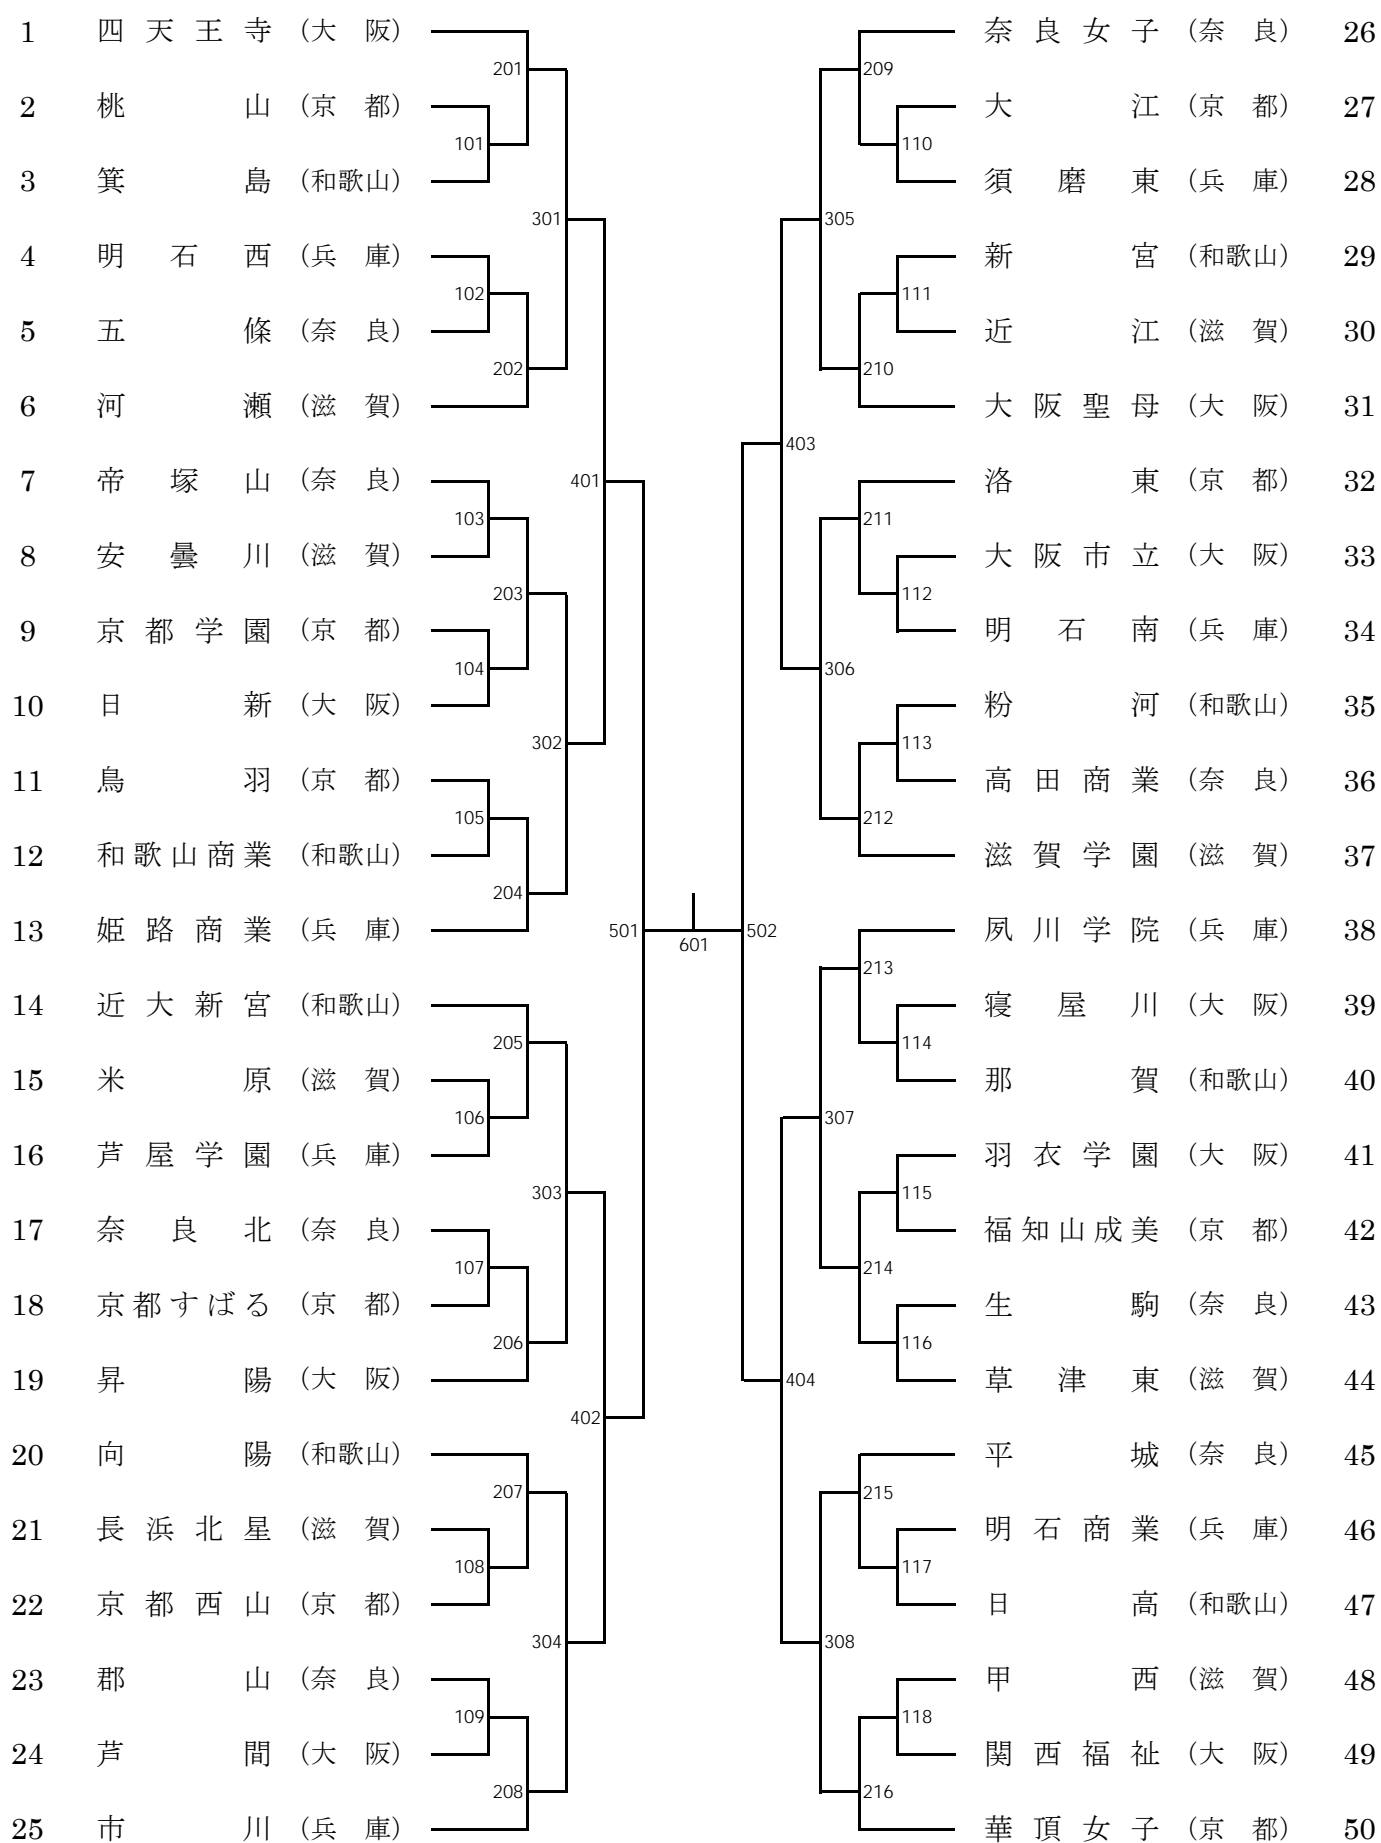 1 四天王寺 (大阪)
201
2 桃山 (京都)
101
3 箕島 (和歌山)
301
4 明石西 (兵庫)
102
5 五條 (奈良)
202
6 河瀬 (滋賀)
7 帝塚山 (奈良)
401
103
8 安曇川 (滋賀)
203
9 京都学園 (京都)
104
10 日新 (大阪)
302
11 鳥羽 (京都)
105
12 和歌山商業 (和歌山)
204
13 姫路商業 (兵庫)
501
601
14 近大新宮 (和歌山)
205
15 米原 (滋賀)
106
16 芦屋学園 (兵庫)
303
17 奈良北 (奈良)
107
18 京都すばる (京都)
206
19 昇陽 (大阪)
402
20 向陽 (和歌山)
207
21 長浜北星 (滋賀)
108
22 京都西山 (京都)
304
23 郡山 (奈良)
109
24 芦間 (大阪)
208
25 市川 (兵庫)
奈良女子 (奈良) 26
209
大江 (京都) 27
110
須磨東 (兵庫) 28
305
新宮 (和歌山) 29
111
近江 (滋賀) 30
210
大阪聖母 (大阪) 31
403
洛東 (京都) 32
211
大阪市立 (大阪) 33
112
明石南 (兵庫) 34
306
粉河 (和歌山) 35
113
高田商業 (奈良) 36
212
滋賀学園 (滋賀) 37
502
夙川学院 (兵庫) 38
213
寝屋川 (大阪) 39
114
那賀 (和歌山) 40
307
羽衣学園 (大阪) 41
115
福知山成美 (京都) 42
214
生駒 (奈良) 43
116
草津東 (滋賀) 44
404
平城 (奈良) 45
215
明石商業 (兵庫) 46
117
日高 (和歌山) 47
308
甲西 (滋賀) 48
118
関西福祉 (大阪) 49
216
華頂女子 (京都) 50